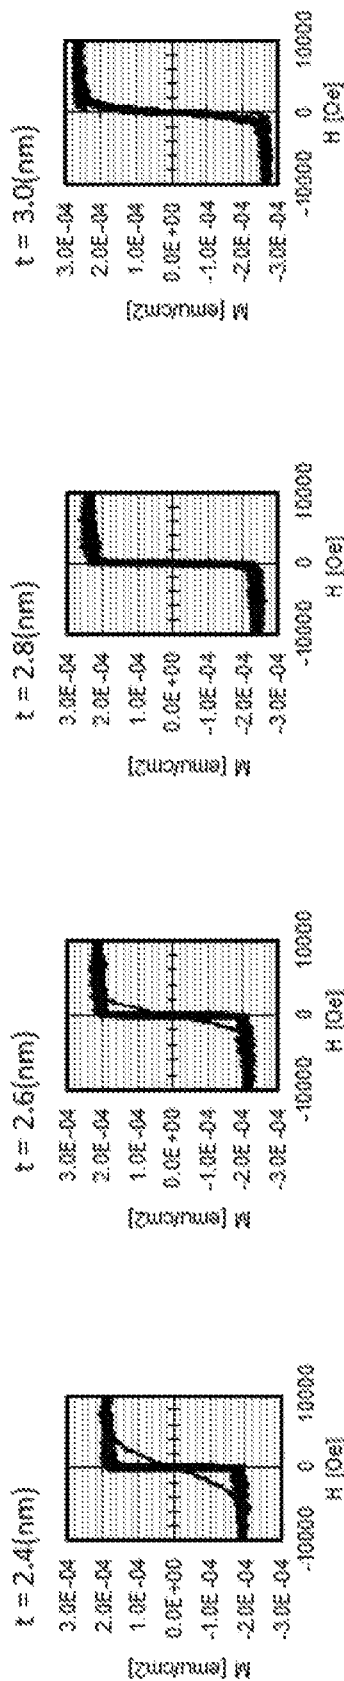 t = 2.4(nm)
M [emu/cm2]
3.0E-04
2.0E-04
1.0E-04
0.0E+00
-1.0E-04
-2.0E-04
-3.0E-04
-10000
0
10000
H [Oe]
t = 2.6(nm)
M [emu/cm2]
3.0E-04
2.0E-04
1.0E-04
0.0E+00
-1.0E-04
-2.0E-04
-3.0E-04
-10000
0
10000
H [Oe]
t = 2.8(nm)
M [emu/cm2]
3.0E-04
2.0E-04
1.0E-04
0.0E+00
-1.0E-04
-2.0E-04
-3.0E-04
-10000
0
10000
H [Oe]
t = 3.0(nm)
M [emu/cm2]
3.0E-04
2.0E-04
1.0E-04
0.0E+00
-1.0E-04
-2.0E-04
-3.0E-04
-10000
0
10000
H [Oe]